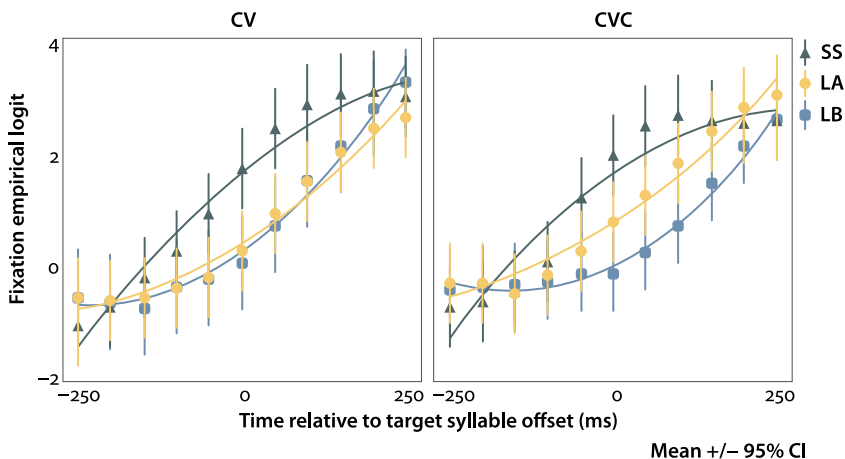 CV
CVC
4
2
0
−2
Fixation empirical logit
SS
LA
LB
−250
0
250
−250
0
250
Time relative to target syllable offset (ms)
Mean +/− 95% CI